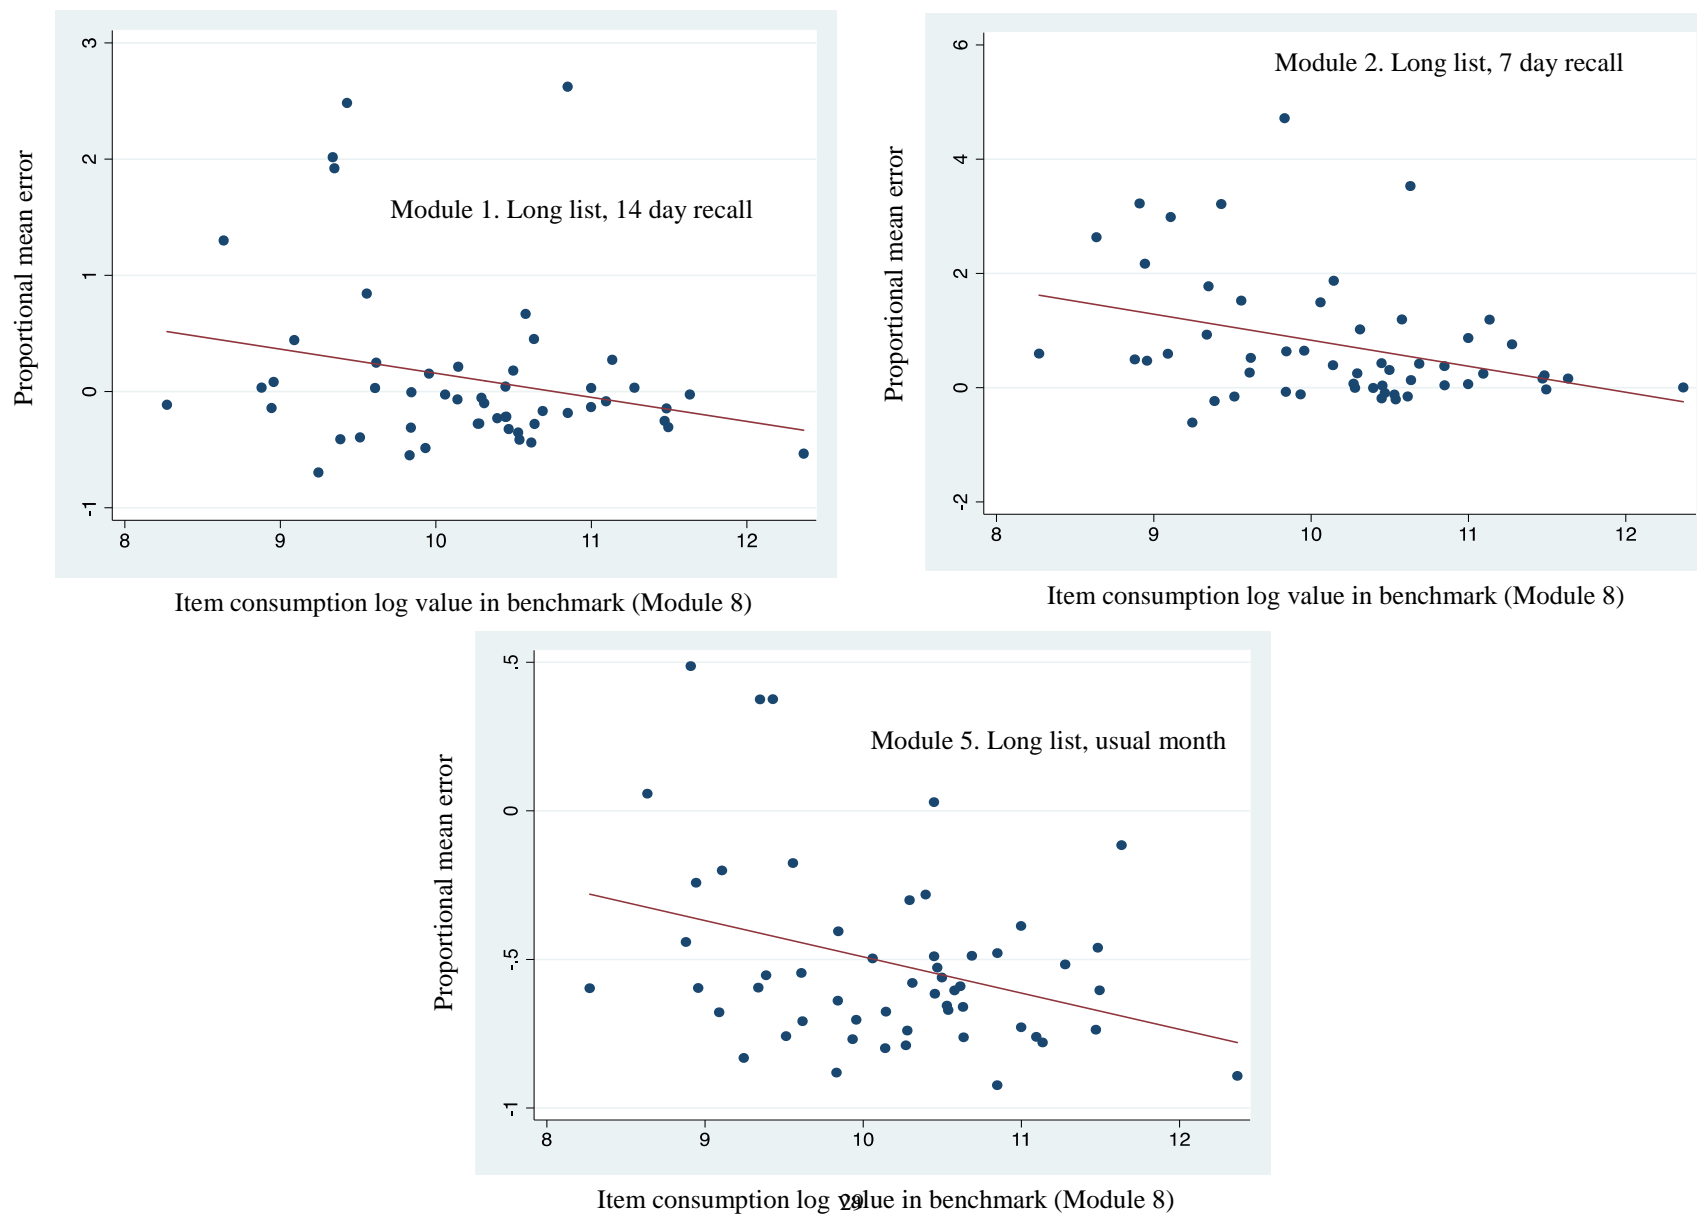 Module 1. Long list, 14 day recall
Proportional mean error
3
2
1
0
-1
8 9 10 11 12
Item consumption log value in benchmark (Module 8)
Module 2. Long list, 7 day recall
Proportional mean error
6
4
2
0
-2
8 9 10 11 12
Item consumption log value in benchmark (Module 8)
Module 5. Long list, usual month
Proportional mean error
.5
0
-.5
-1
8 9 10 11 12
Item consumption log value in benchmark (Module 8)
29